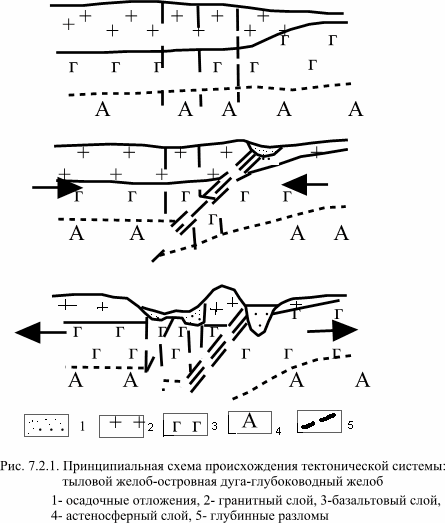 Г Г
Г Г Г Г Г Г
А А А А А
Г Г Г Г
Г
А А А А
Г
Г Г Г Г Г
Г Г Г Г Г
А А А А
1 2 Г Г 3 А 4 5
Рис. 7.2.1. Принципиальная схема происхождения тектонической системы:
тыловой желоб-островная дуга-глубоководный желоб
1- осадочные отложения, 2- гранитный слой, 3-базальтовый слой,
4- астеносферный слой, 5- глубинные разломы